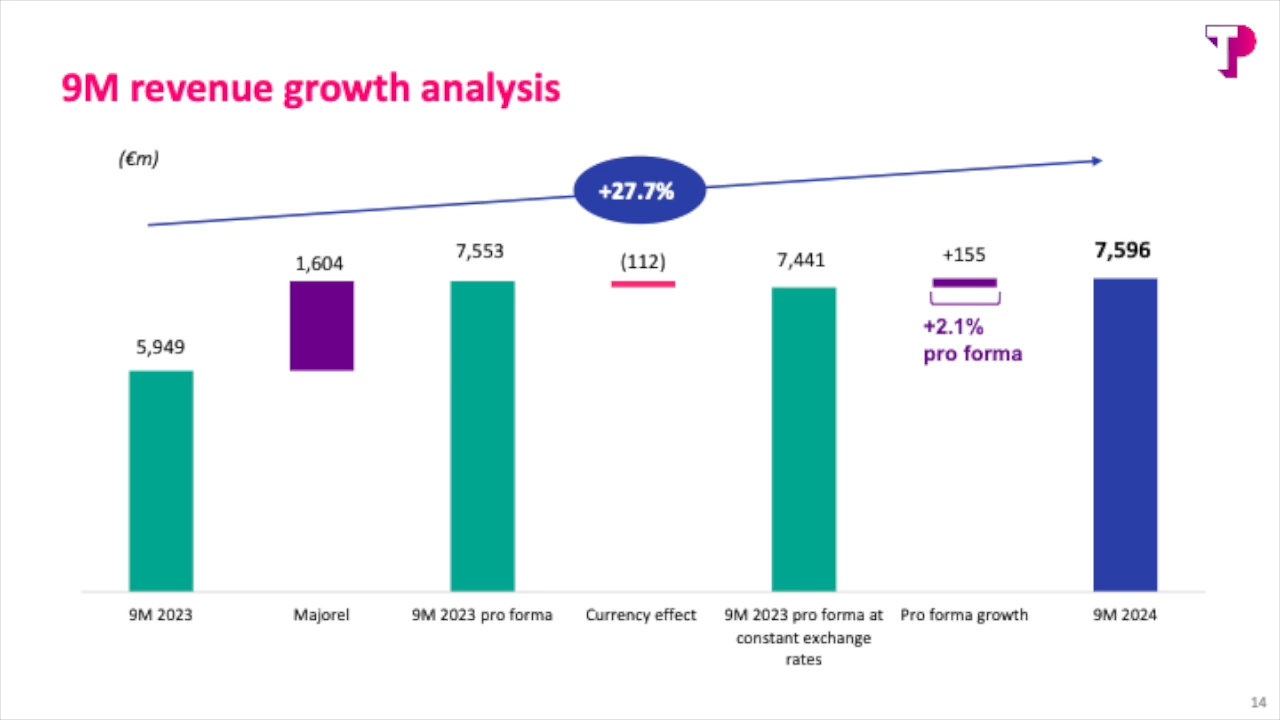 TP
9M revenue growth analysis
(€m)
+27.7%
5,949
1,604
7,553
(112)
7,441
+155
7,596
+2.1%
pro forma
9M 2023
Majorel
9M 2023 pro forma
Currency effect
9M 2023 pro forma at
constant exchange
rates
Pro forma growth
9M 2024
14